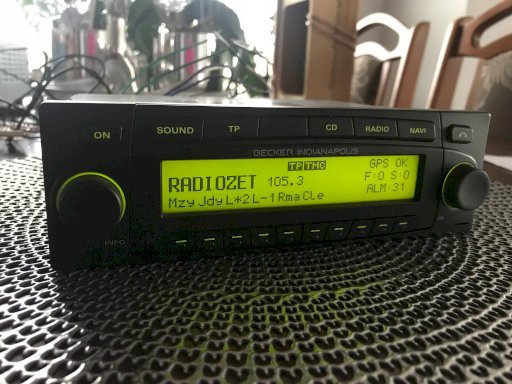 ON SOUND TP CD RADIO NAVI
BECKER INDIANAPOLIS
TP TMC GPS OK
RADIOZET 105.3 F:0 S:0
Mzy Jdy L*2 L-1 Rma Cle ALM:31
INFO